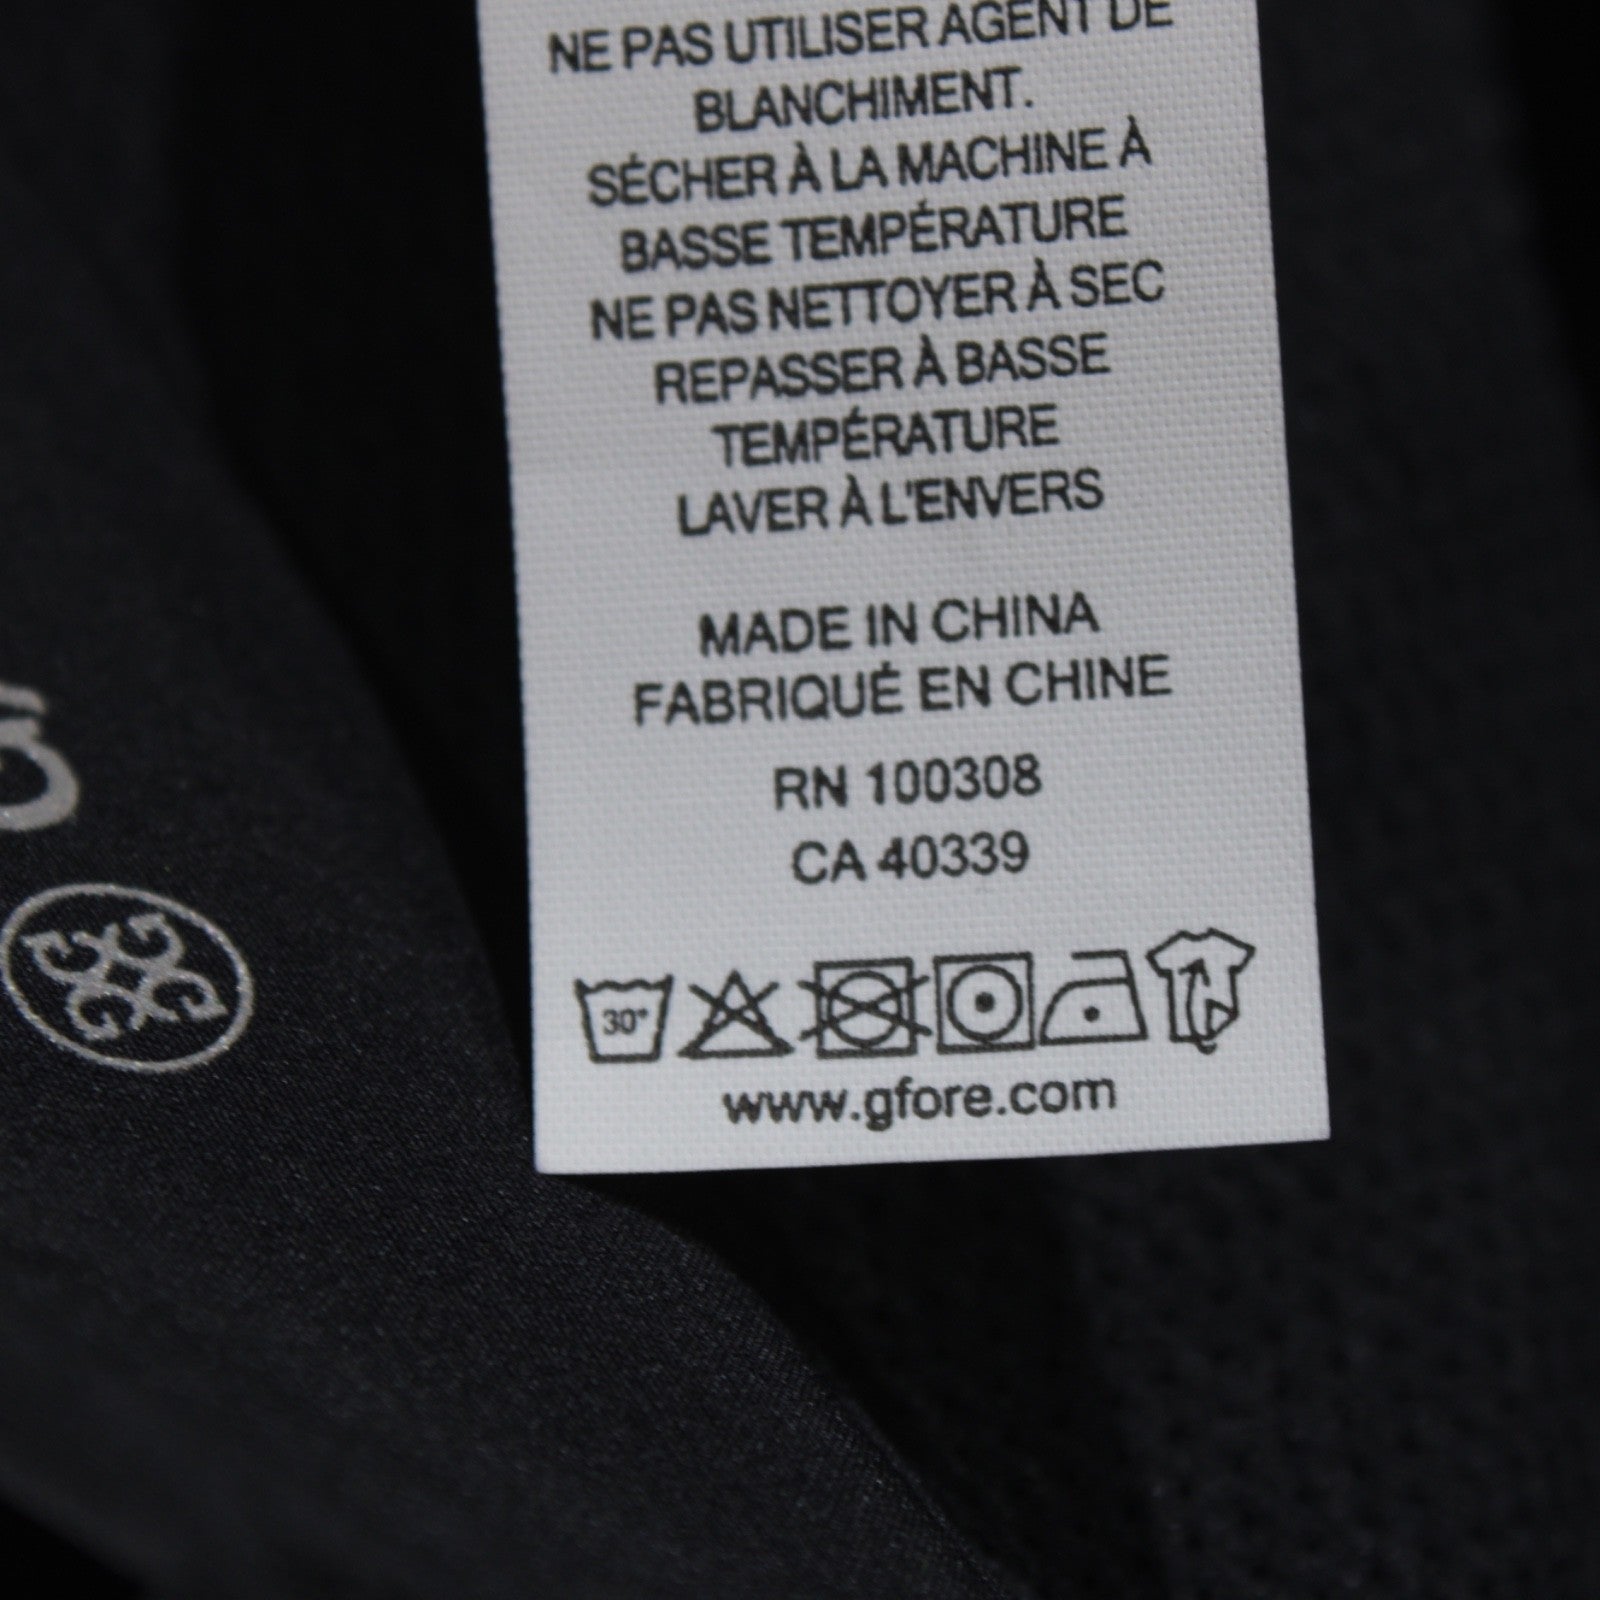 NE PAS UTILISER AGENT DE
BLANCHIMENT.
SÉCHER À LA MACHINE À
BASSE TEMPÉRATURE
NE PAS NETTOYER À SEC
REPASSER À BASSE
TEMPÉRATURE
LAVER À L'ENVERS
MADE IN CHINA
FABRIQUÉ EN CHINE
RN 100308
CA 40339
30°
www.gfore.com